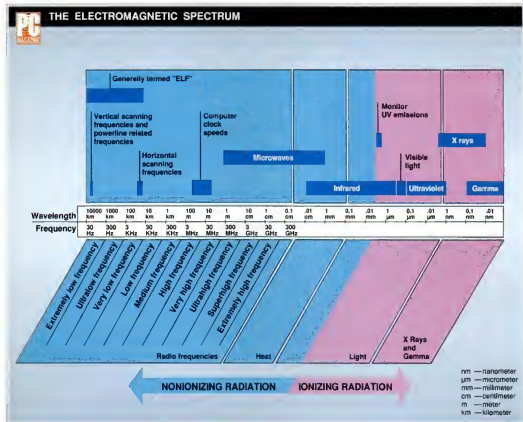 PC
MAGAZINE
THE ELECTROMAGNETIC SPECTRUM
Generally termed "ELF"
Vertical scanning
frequencies and
powerline related
frequencies
Horizontal
scanning
frequencies
Computer
clock
speeds
Microwaves
Monitor
UV emissions
X rays
Visible
light
Infrared
Ultraviolet
Gamma
Wavelength 10000 km 1000 km 100 km 10 km 1 km 100 m 10 m 1 m 10 cm 1 cm 0.1 cm .01 mm 1 mm 0.1 mm .01 mm 1 µm 0.1 µm .01 µm 1 nm 0.1 nm .01 nm
Frequency 30 Hz 300 Hz 3 KHz 30 KHz 300 KHz 3 MHz 30 MHz 300 MHz 3 GHz 30 GHz 300 GHz
Extremely low frequency
Ultralow frequency
Very low frequency
Low frequency
Medium frequency
High frequency
Very high frequency
Ultrahigh frequency
Superhigh frequency
Extremely high frequency
Radio frequencies
Heat
Light
X Rays
and
Gamma
NONIONIZING RADIATION
IONIZING RADIATION
nm — nanometer
µm — micrometer
mm — millimeter
cm — centimeter
m — meter
km — kilometer